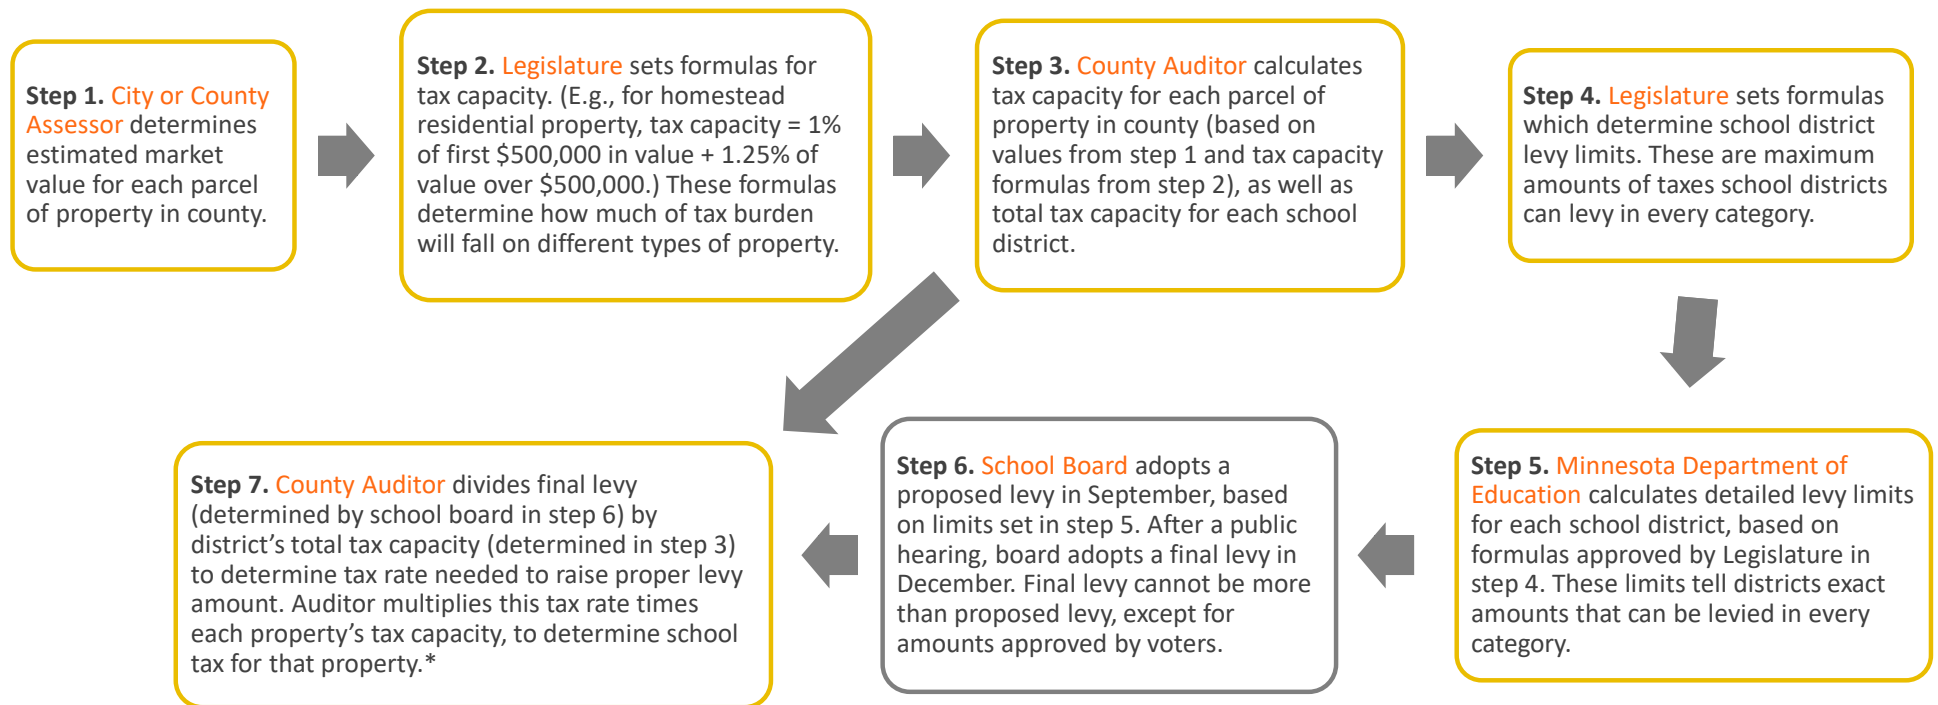 Step 1. City or County
Assessor determines
estimated market
value for each parcel
of property in county.
Step 2. Legislature sets formulas for
tax capacity. (E.g., for homestead
residential property, tax capacity = 1%
of first $500,000 in value + 1.25% of
value over $500,000.) These formulas
determine how much of tax burden
will fall on different types of property.
Step 3. County Auditor calculates
tax capacity for each parcel of
property in county (based on
values from step 1 and tax capacity
formulas from step 2), as well as
total tax capacity for each school
district.
Step 4. Legislature sets formulas
which determine school district
levy limits. These are maximum
amounts of taxes school districts
can levy in every category.
Step 5. Minnesota Department of
Education calculates detailed levy limits
for each school district, based on
formulas approved by Legislature in
step 4. These limits tell districts exact
amounts that can be levied in every
category.
Step 6. School Board adopts a
proposed levy in September, based
on limits set in step 5. After a public
hearing, board adopts a final levy in
December. Final levy cannot be more
than proposed levy, except for
amounts approved by voters.
Step 7. County Auditor divides final levy
(determined by school board in step 6) by
district's total tax capacity (determined in step 3)
to determine tax rate needed to raise proper levy
amount. Auditor multiplies this tax rate times
each property's tax capacity, to determine school
tax for that property.*